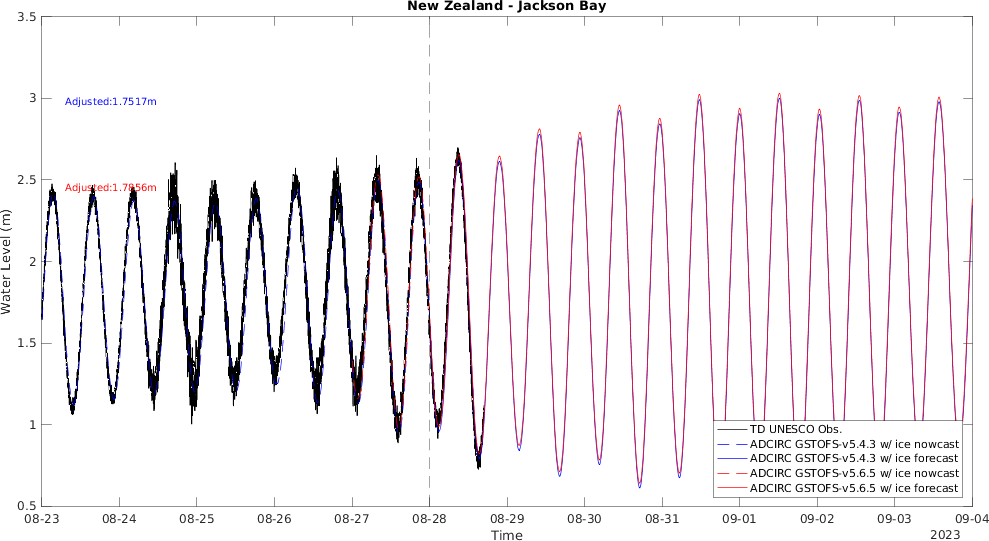 New Zealand - Jackson Bay
3.5
3
2.5
2
1.5
1
0.5
Water Level (m)
Adjusted:1.7517m
Adjusted:1.7856m
TD UNESCO Obs.
ADCIRC GSTOFS-v5.4.3 w/ ice nowcast
ADCIRC GSTOFS-v5.4.3 w/ ice forecast
ADCIRC GSTOFS-v5.6.5 w/ ice nowcast
ADCIRC GSTOFS-v5.6.5 w/ ice forecast
08-23 08-24 08-25 08-26 08-27 08-28 08-29 08-30 08-31 09-01 09-02 09-03 09-04
Time
2023